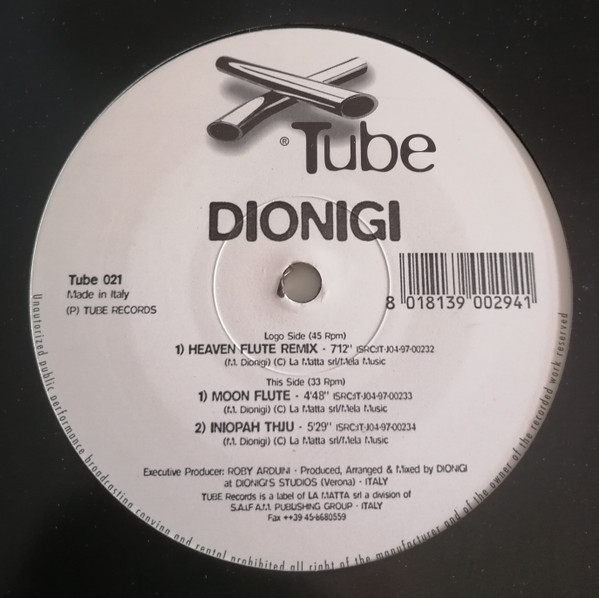 ® Tube
DIONIGI
Tube 021
Made in Italy
(P) TUBE RECORDS
8 018139 002941
Logo Side (45 Rpm)
1) HEAVEN FLUTE REMIX - 7'12'' ISRC:IT-J04-97-00232
(M. Dionigi) (C) La Matta srl/Mela Music
This Side (33 Rpm)
1) MOON FLUTE - 4'48'' ISRC:IT-J04-97-00233
(M. Dionigi) (C) La Matta srl/Mela Music
2) INIOPAH THJU - 5'29'' ISRC:IT-J04-97-00234
(M. Dionigi) (C) La Matta srl/Mela Music
Executive Producer: ROBY ARDUINI - Produced, Arranged & Mixed by DIONIGI
at DIONIGI'S STUDIOS (Verona) - ITALY
TUBE Records is a label of LA MATTA srl a division of
S.A.I.F.A.M. PUBLISHING GROUP - ITALY
Fax ++39-45-8680559
Unautorized public performance broadcasting copying and rental prohibited all right of the manufacturer and of the owner of the recorded work reserved